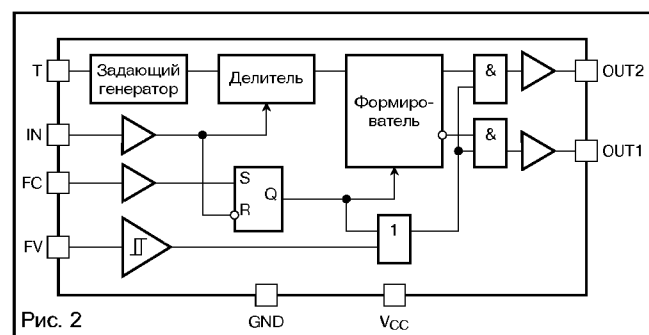 T
Задающий
генератор
Делитель
Формиро-
ватель
&
OUT2
IN
&
OUT1
FC
S
Q
R
FV
1
Рис. 2
GND
VCC